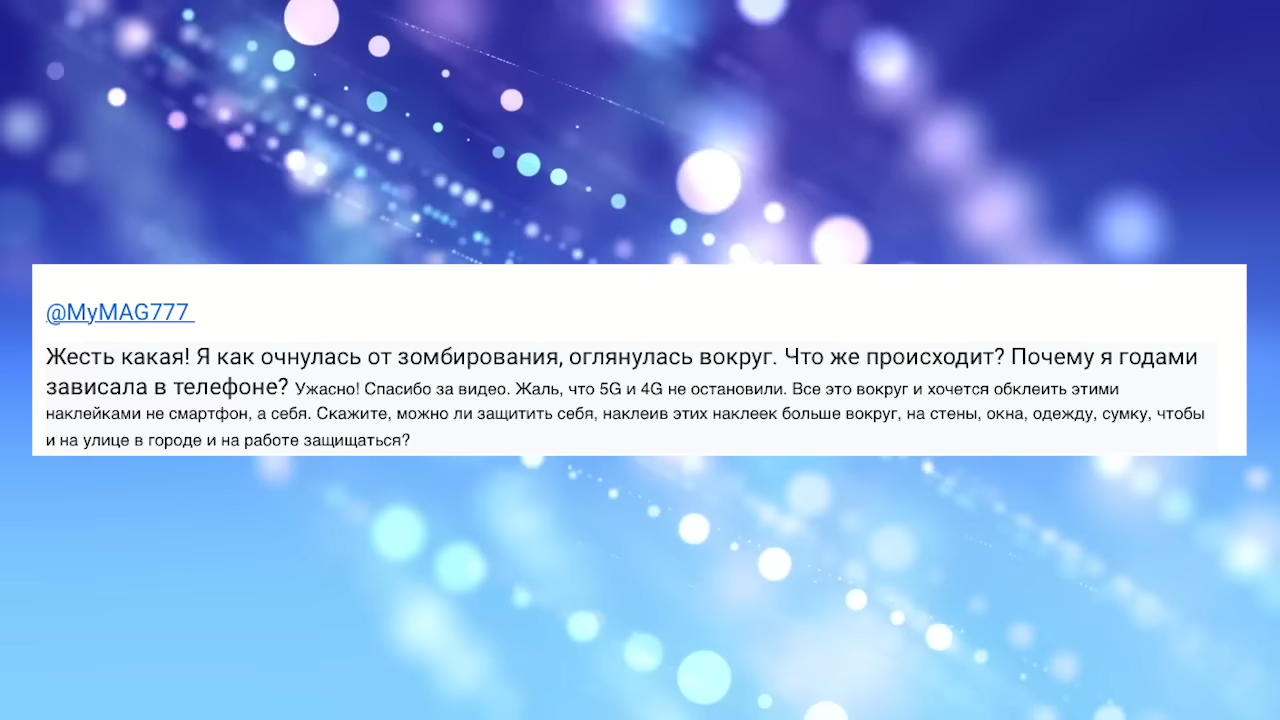 @MyMAG777
Жесть какая! Я как очнулась от зомбирования, оглянулась вокруг. Что же происходит? Почему я годами
зависала в телефоне? Ужасно! Спасибо за видео. Жаль, что 5G и 4G не остановили. Все это вокруг и хочется обклеить этими
наклейками не смартфон, а себя. Скажите, можно ли защитить себя, наклеив этих наклеек больше вокруг, на стены, окна, одежду, сумку, чтобы
и на улице в городе и на работе защищаться?